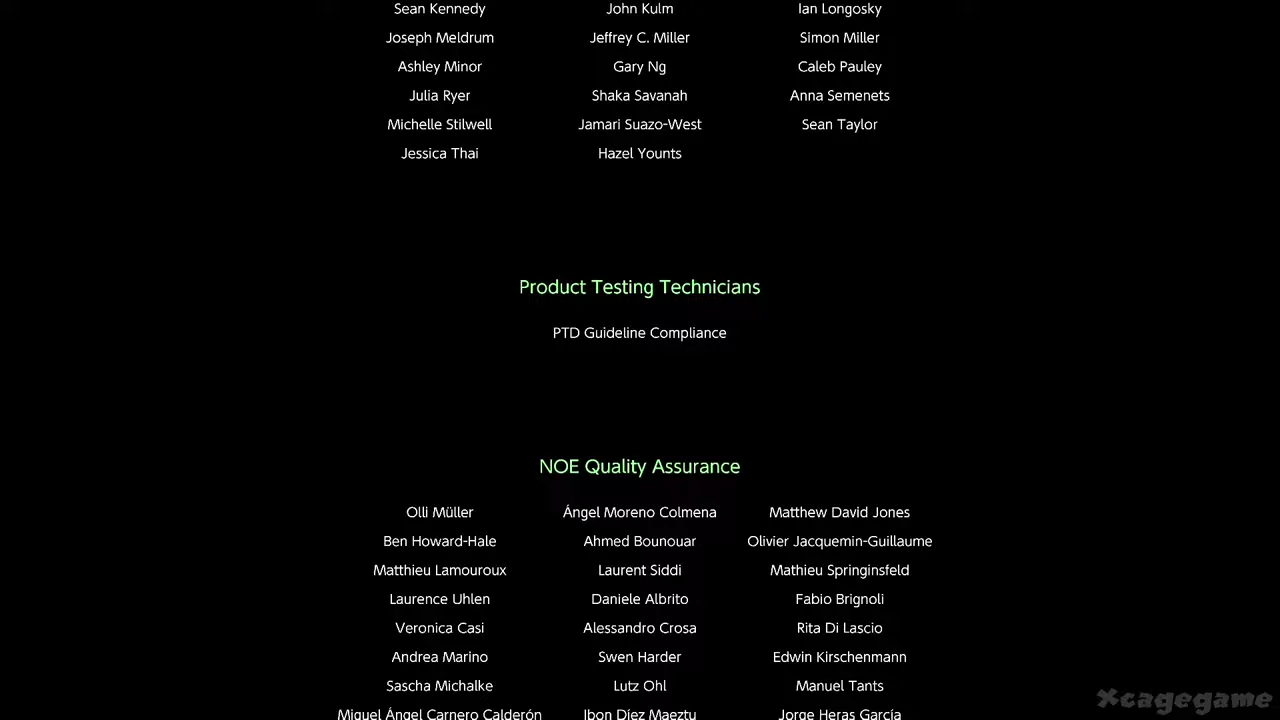 Sean Kennedy John Kulm Ian Longosky
Joseph Meldrum Jeffrey C. Miller Simon Miller
Ashley Minor Gary Ng Caleb Pauley
Julia Ryer Shaka Savanah Anna Semenets
Michelle Stilwell Jamari Suazo-West Sean Taylor
Jessica Thai Hazel Younts
Product Testing Technicians
PTD Guideline Compliance
NOE Quality Assurance
Olli Müller Ángel Moreno Colmena Matthew David Jones
Ben Howard-Hale Ahmed Bounouar Olivier Jacquemin-Guillaume
Matthieu Lamouroux Laurent Siddi Mathieu Springinsfeld
Laurence Uhlen Daniele Albrito Fabio Brignoli
Veronica Casi Alessandro Crosa Rita Di Lascio
Andrea Marino Swen Harder Edwin Kirschenmann
Sascha Michalke Lutz Ohl Manuel Tants
Miguel Ángel Carnero Calderón Ibon Diez Maeztu Jorge Heras García
Xcagegame